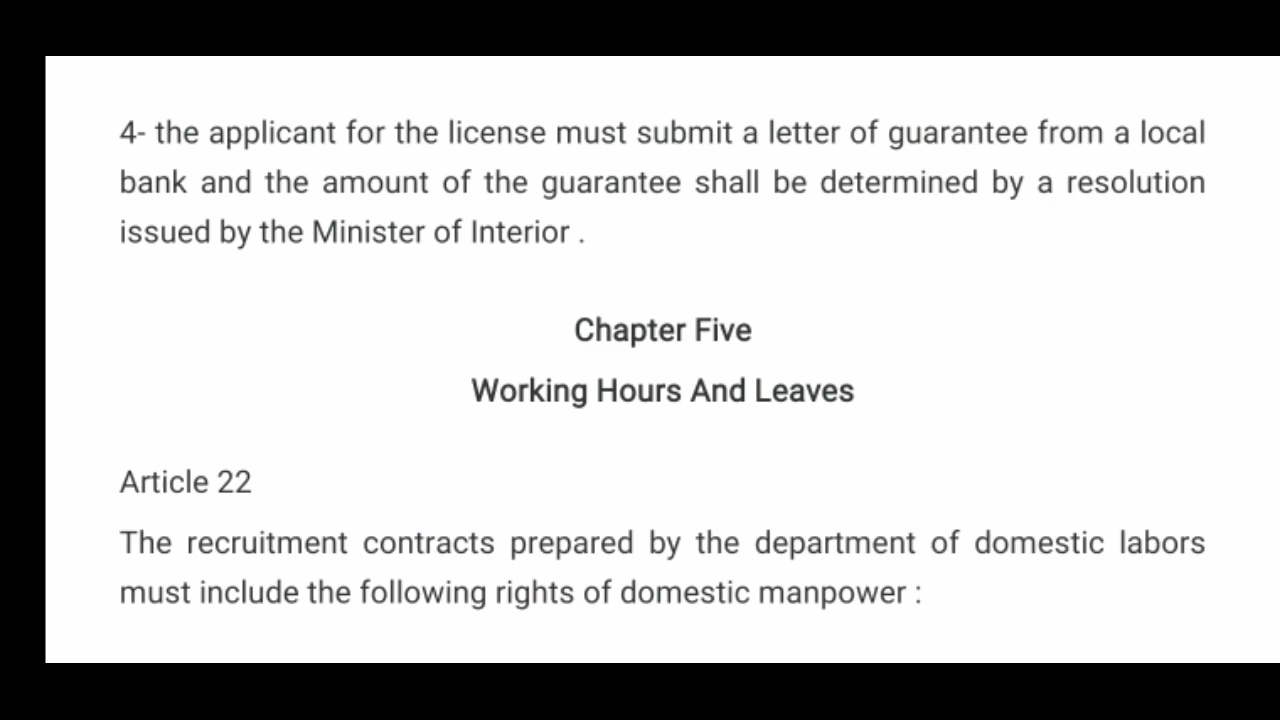 4- the applicant for the license must submit a letter of guarantee from a local
bank and the amount of the guarantee shall be determined by a resolution
issued by the Minister of Interior .
Chapter Five
Working Hours And Leaves
Article 22
The recruitment contracts prepared by the department of domestic labors
must include the following rights of domestic manpower :